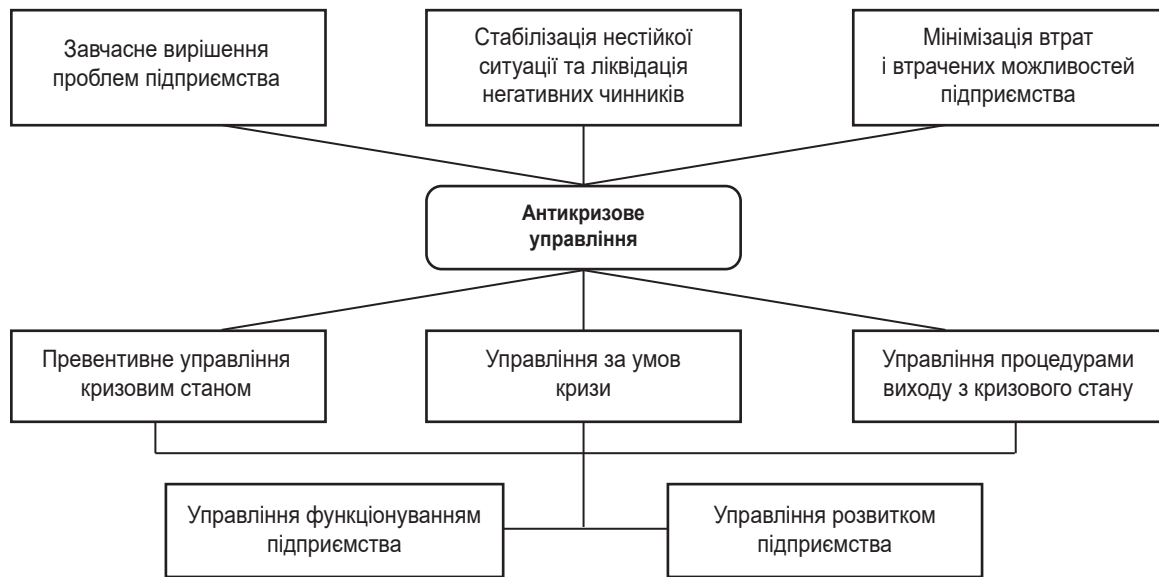 Завчасне вирішення
проблем підприємства
Стабілізація нестійкої
ситуації та ліквідація
негативних чинників
Мінімізація втрат
і втрачених можливостей
підприємства
Антикризове
управління
Превентивне управління
кризовим станом
Управління за умов
кризи
Управління процедурами
виходу з кризового стану
Управління функціонуванням
підприємства
Управління розвитком
підприємства